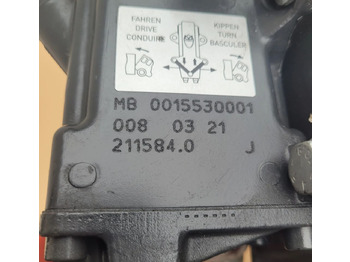 FAHREN
DRIVE
CONDUIRE
KIPPEN
TURN
BASCULER
MB 0015530001
008 03 21
211584.0 J